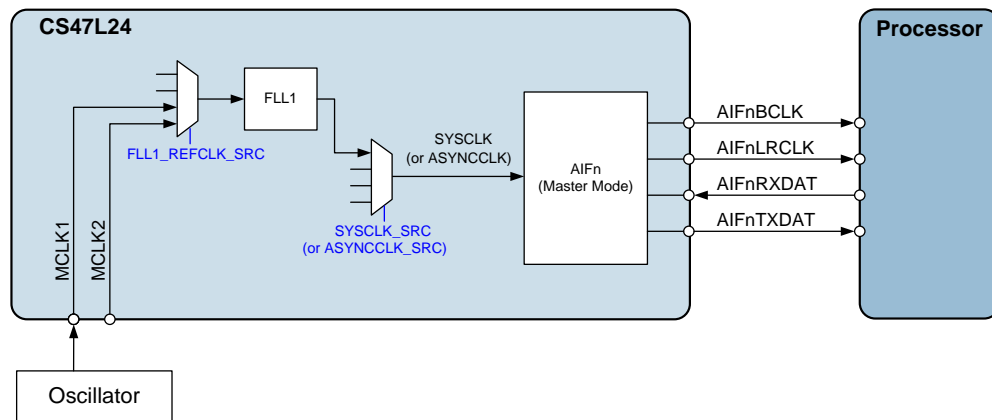 CS47L24
Processor
FLL1
FLL1_REFCLK_SRC
SYSCLK
(or ASYNCCLK)
SYSCLK_SRC
(or ASYNCCLK_SRC)
AIFn
(Master Mode)
AIFnBCLK
AIFnLRCLK
AIFnRXDAT
AIFnTXDAT
MCLK1
MCLK2
Oscillator